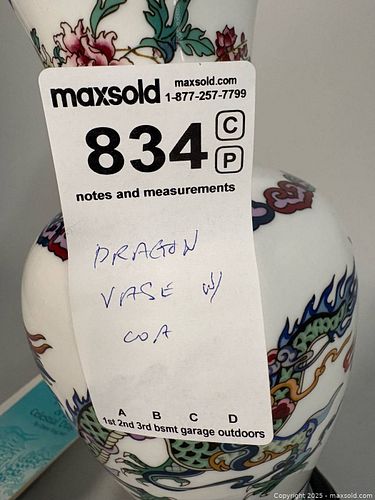 maxsold maxsold.com
1-877-257-7799
834 C
P
notes and measurements
DRAGON
VASE W/
COA
A B C D
1st 2nd 3rd bsmt garage outdoors
Copyright 2025 - maxsold.com